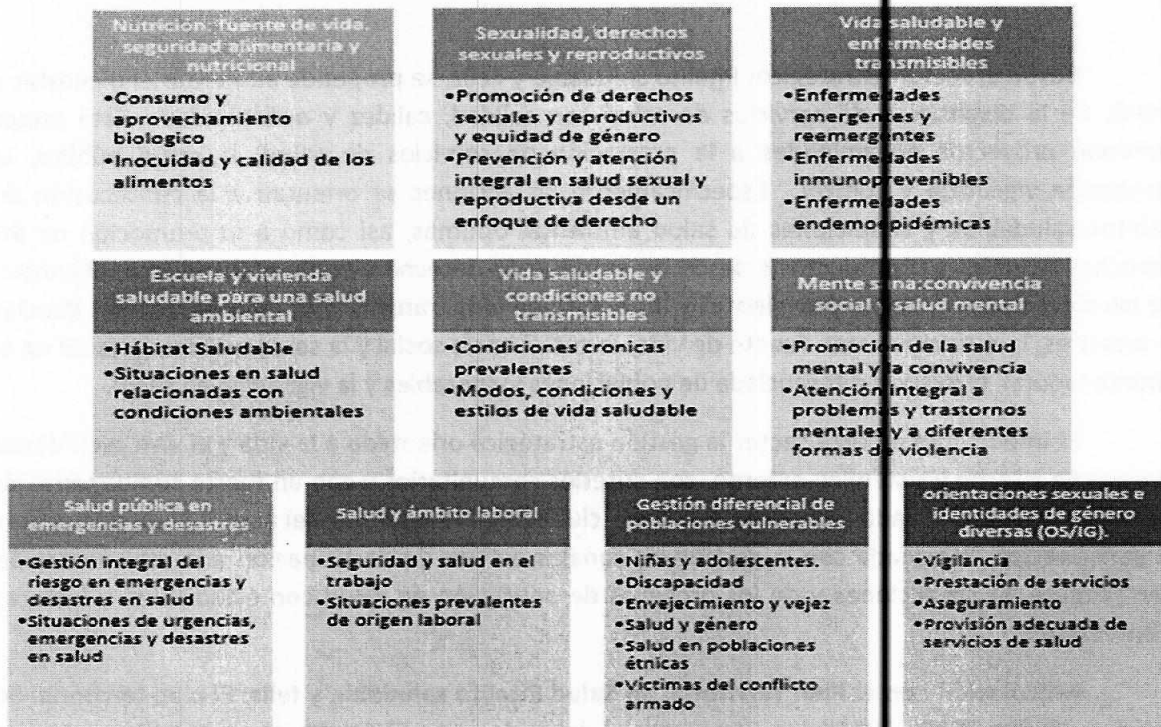 Nutrición, fuente de vida,
seguridad alimentaria y
nutricional
•Consumo y
aprovechamiento
biologico
•Inocuidad y calidad de los
alimentos
Sexualidad, derechos
sexuales y reproductivos
•Promoción de derechos
sexuales y reproductivos
y equidad de género
•Prevención y atención
integral en salud sexual y
reproductiva desde un
enfoque de derecho
Vida saludable y
enfermedades
transmisibles
•Enfermedades
emergentes y
reemergentes
•Enfermedades
inmunoprevenibles
•Enfermedades
endemoepidémicas
Escuela y vivienda
saludable para una salud
ambiental
•Hábitat Saludable
•Situaciones en salud
relacionadas con
condiciones ambientales
Vida saludable y
condiciones no
transmisibles
•Condiciones cronicas
prevalentes
•Modos, condiciones y
estilos de vida saludable
Mente sana:convivencia
social y salud mental
•Promoción de la salud
mental y la convivencia
•Atención integral a
problemas y trastornos
mentales y a diferentes
formas de violencia
Salud pública en
emergencias y desastres
•Gestión integral del
riesgo en emergencias y
desastres en salud
•Situaciones de urgencias,
emergencias y desastres
en salud
Salud y ámbito laboral
•Seguridad y salud en el
trabajo
•Situaciones prevalentes
de origen laboral
Gestión diferencial de
poblaciones vulnerables
•Niñas y adolescentes.
•Discapacidad
•Envejecimiento y vejez
•Salud y género
•Salud en poblaciones
étnicas
•Víctimas del conflicto
armado
orientaciones sexuales e
identidades de género
diversas (OS/IG).
•Vigilancia
•Prestación de servicios
•Aseguramiento
•Provisión adecuada de
servicios de salud